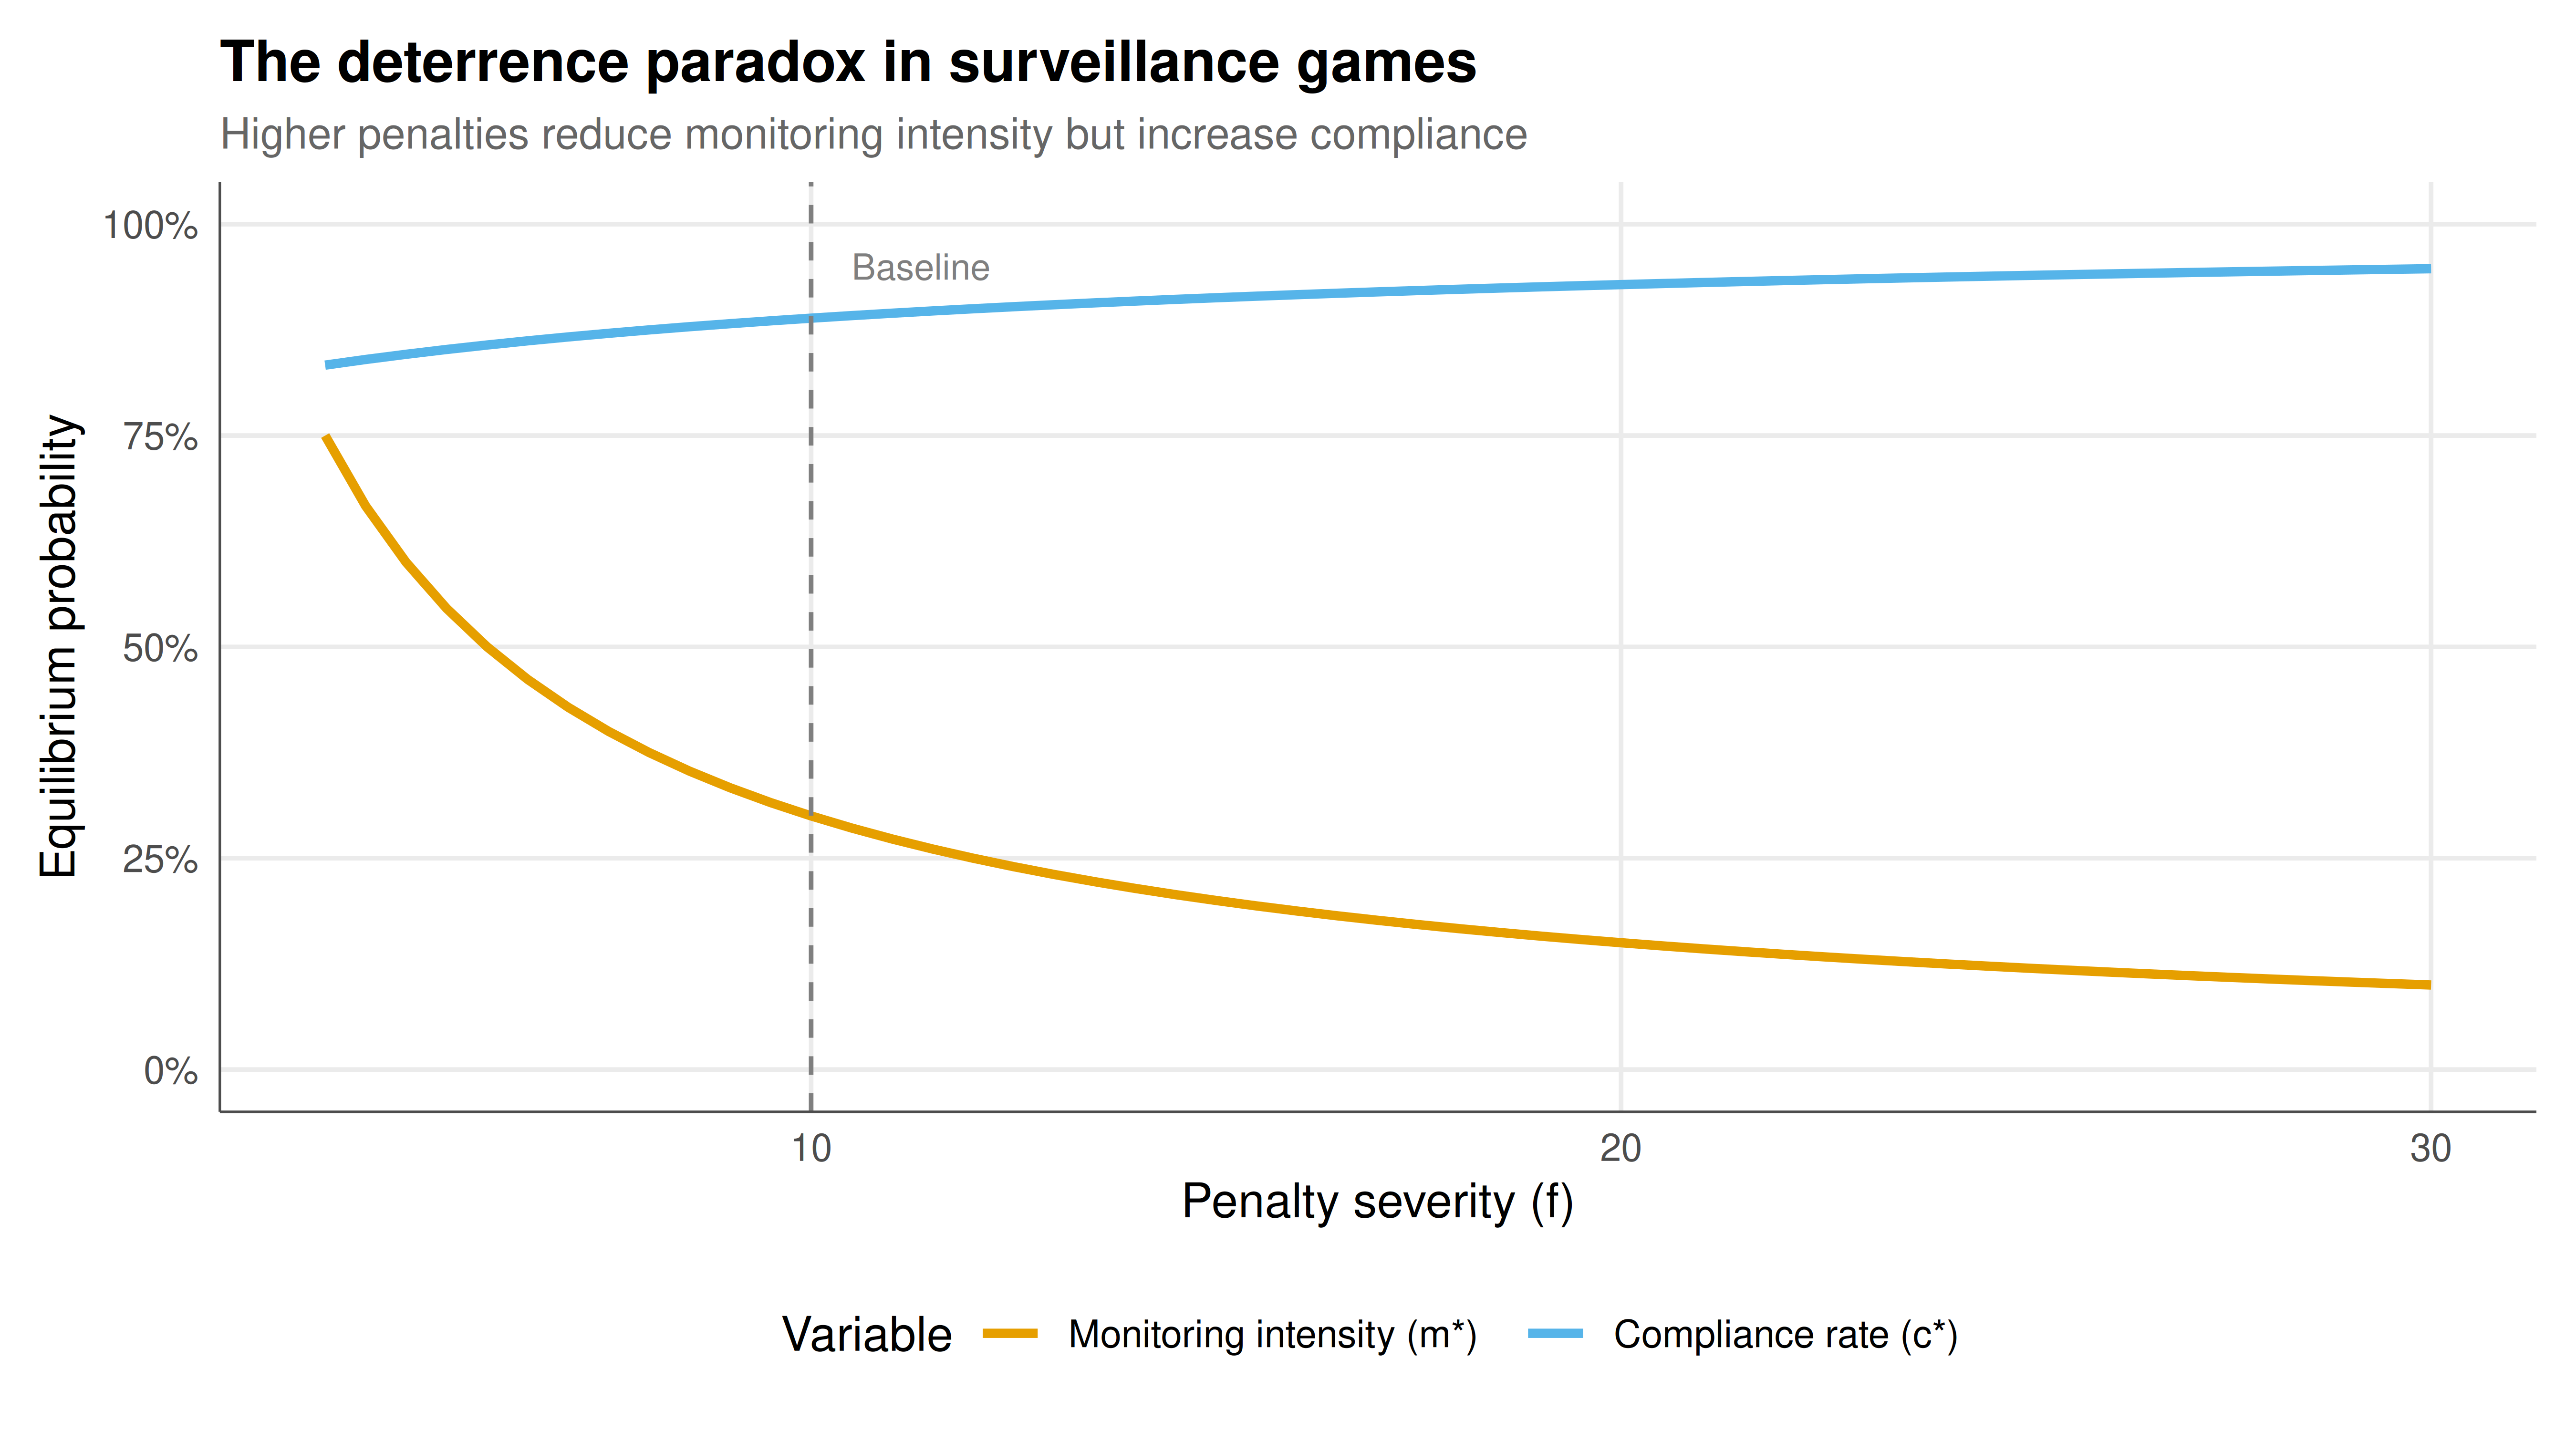 The deterrence paradox in surveillance games
Higher penalties reduce monitoring intensity but increase compliance
Equilibrium probability
100%
75%
50%
25%
0%
Baseline
10
20
30
Penalty severity (f)
Variable
Monitoring intensity (m*)
Compliance rate (c*)